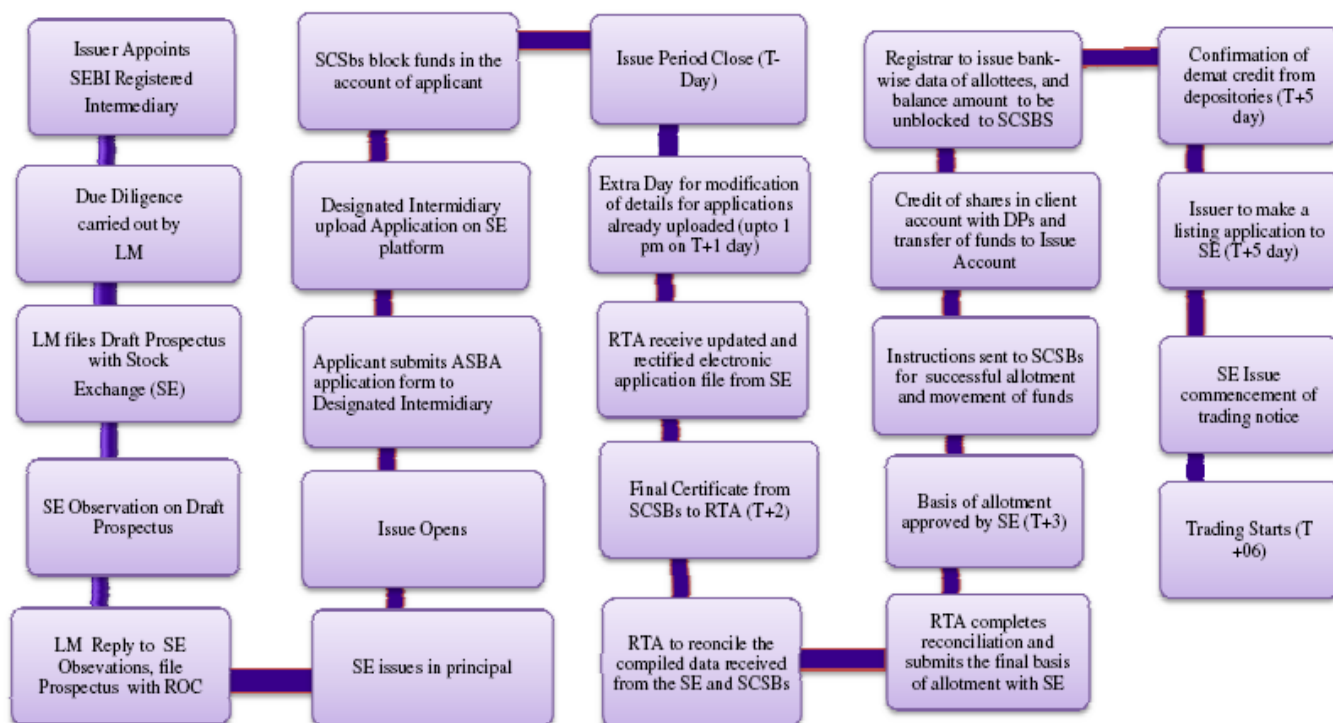 Issuer Appoints
SEBI Registered
Intermediary
Due Diligence
carried out by
LM
LM files Draft Prospectus
with Stock
Exchange (SE)
SE Observation on Draft
Prospectus
LM Reply to SE
Obsevations, file
Prospectus with ROC
SE issues in principal
Issue Opens
Applicant submits ASBA
application form to
Designated Intermidiary
Designated Intermidiary
upload Application on SE
platform
SCSbs block funds in the
account of applicant
Issue Period Close (T-
Day)
Extra Day for modification
of details for applications
already uploaded (upto 1
pm on T+1 day)
RTA receive updated and
rectified electronic
application file from SE
Final Certificate from
SCSBs to RTA (T+2)
RTA to reconcile the
compiled data received
from the SE and SCSBs
RTA completes
reconciliation and
submits the final basis
of allotment with SE
Basis of allotment
approved by SE (T+3)
Instructions sent to SCSBs
for successful allotment
and movement of funds
Credit of shares in client
account with DPs and
transfer of funds to Issue
Account
Registrar to issue bank-
wise data of allottees, and
balance amount to be
unblocked to SCSBS
Confirmation of
demat credit from
depositories (T+5
day)
Issuer to make a
listing application to
SE (T+5 day)
SE Issue
commencement of
trading notice
Trading Starts (T
+06)